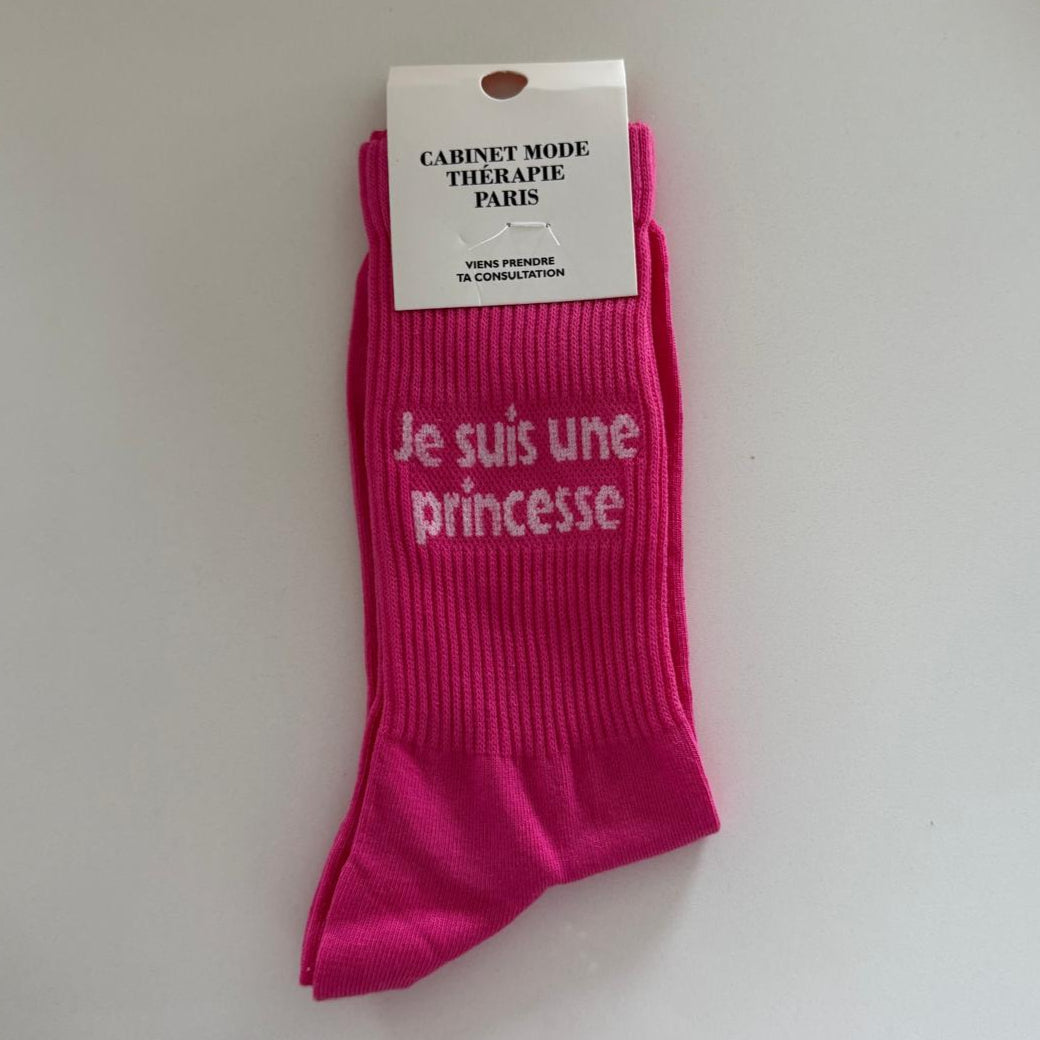 CABINET MODE
THÉRAPIE
PARIS
VIENS PRENDRE
TA CONSULTATION
Je suis une
princesse